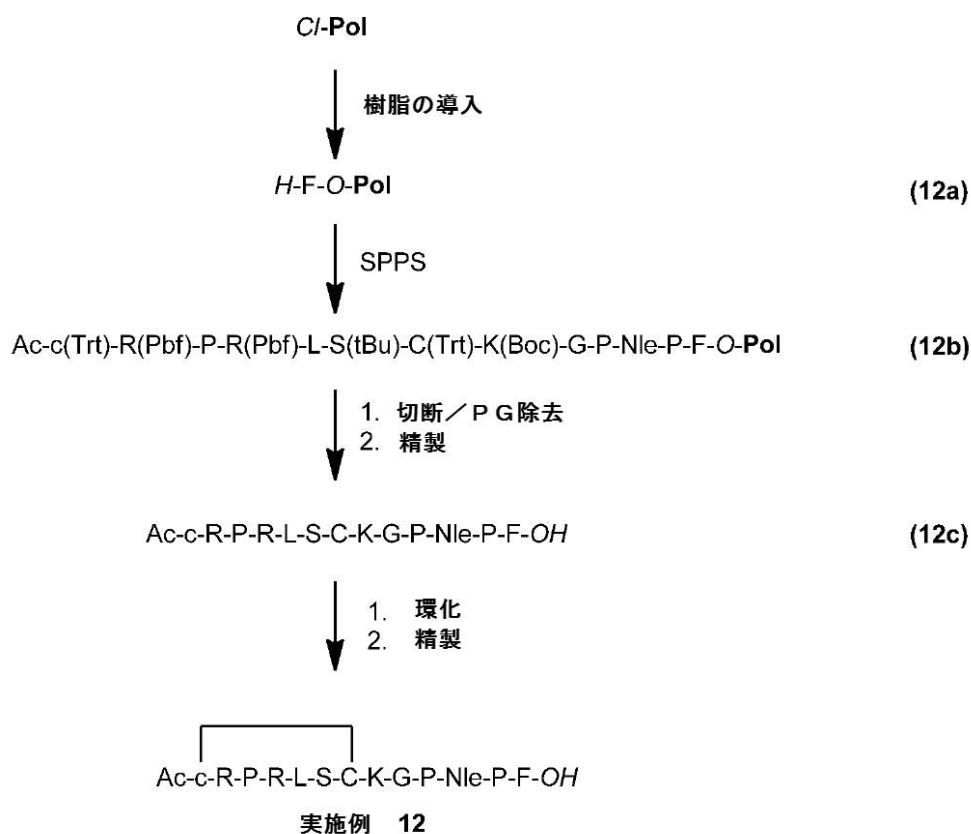 Cl-Pol
樹脂の導入
H-F-O-Pol (12a)
SPPS
Ac-c(Trt)-R(Pbf)-P-R(Pbf)-L-S(tBu)-C(Trt)-K(Boc)-G-P-Nle-P-F-O-Pol (12b)
1. 切断／ＰＧ除去
2. 精製
Ac-c-R-P-R-L-S-C-K-G-P-Nle-P-F-OH (12c)
1. 環化
2. 精製
Ac-c-R-P-R-L-S-C-K-G-P-Nle-P-F-OH
実施例 12